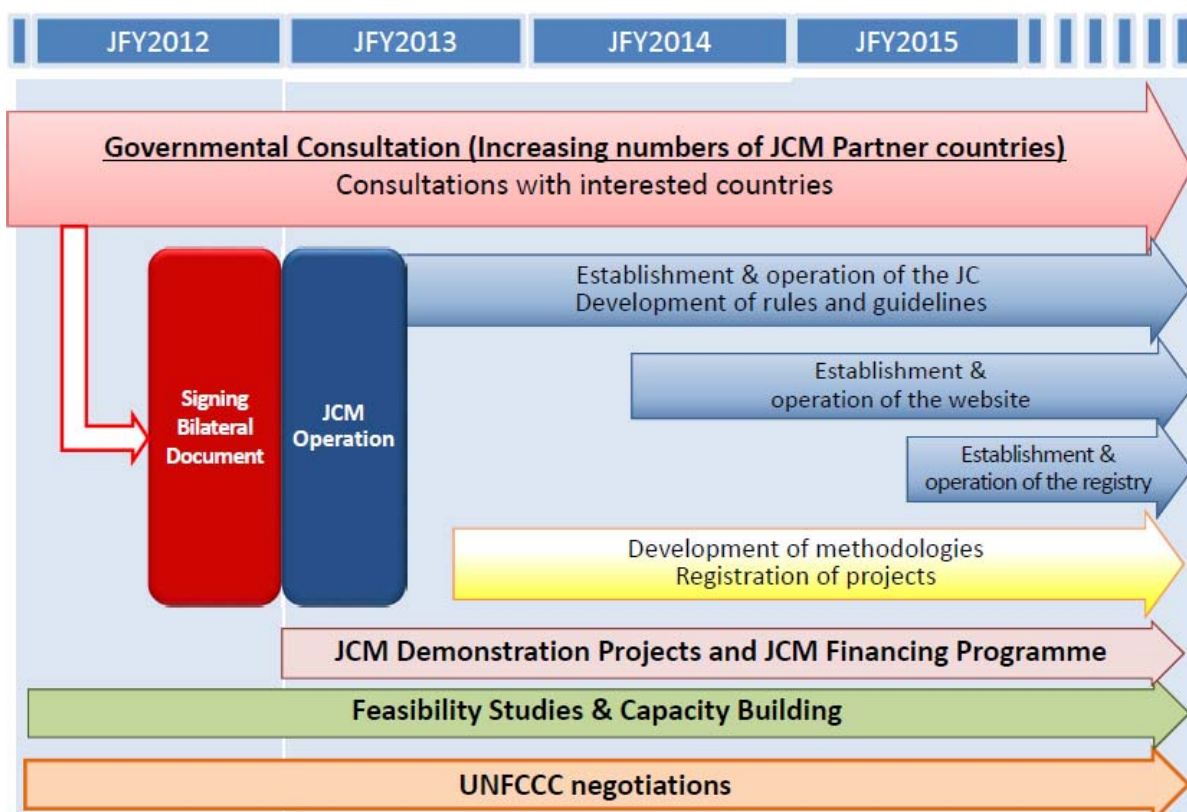 JFY2012 JFY2013 JFY2014 JFY2015
Governmental Consultation (Increasing numbers of JCM Partner countries)
Consultations with interested countries
Signing
Bilateral
Document
JCM
Operation
Establishment & operation of the JC
Development of rules and guidelines
Establishment &
operation of the website
Establishment &
operation of the registry
Development of methodologies
Registration of projects
JCM Demonstration Projects and JCM Financing Programme
Feasibility Studies & Capacity Building
UNFCCC negotiations